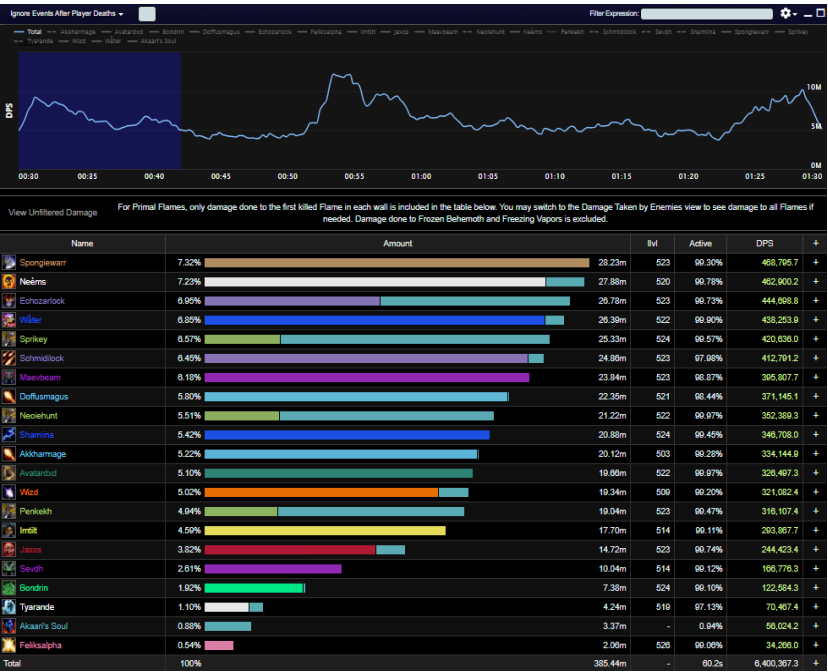 Ignore Events After Player Deaths
Filter Expression:
Total Akkharmage Avatardxd Bondrin Doffusmagus Echozarlock Feliksalpha Imtilt Jaxos Maevbeam Neoiehunt Neèms Penkekh Schmidilock Sevdh Shamiina Spongiewarr Sprikey
Tyarande Wizd Wåter Akaari's Soul
DPS
10M
5M
0M
00:30 00:35 00:40 00:45 00:50 00:55 01:00 01:05 01:10 01:15 01:20 01:25 01:30
View Unfiltered Damage
For Primal Flames, only damage done to the first killed Flame in each wall is included in the table below. You may switch to the Damage Taken by Enemies view to see damage to all Flames if
needed. Damage done to Frozen Behemoth and Freezing Vapors is excluded.
Name Amount Ilvl Active DPS +
Spongiewarr 7.32% 28.23m 523 99.30% 468,795.7 +
Neèms 7.23% 27.88m 520 99.78% 462,900.2 +
Echozarlock 6.95% 26.78m 523 99.73% 444,698.8 +
Wåter 6.85% 26.39m 522 99.90% 438,253.9 +
Sprikey 6.57% 25.33m 524 99.57% 420,636.0 +
Schmidilock 6.45% 24.86m 523 97.98% 412,791.2 +
Maevbeam 6.18% 23.84m 523 98.87% 395,807.7 +
Doffusmagus 5.80% 22.35m 521 98.44% 371,145.1 +
Neoiehunt 5.51% 21.22m 522 99.97% 352,389.3 +
Shamiina 5.42% 20.88m 524 99.45% 346,708.0 +
Akkharmage 5.22% 20.12m 503 99.28% 334,144.9 +
Avatardxd 5.10% 19.66m 522 99.97% 326,497.3 +
Wizd 5.02% 19.34m 509 99.20% 321,082.4 +
Penkekh 4.94% 19.04m 523 99.47% 316,107.4 +
Imtilt 4.59% 17.70m 514 99.11% 293,867.7 +
Jaxos 3.82% 14.72m 523 99.74% 244,423.4 +
Sevdh 2.61% 10.04m 514 99.12% 166,776.3 +
Bondrin 1.92% 7.38m 524 99.10% 122,584.3 +
Tyarande 1.10% 4.24m 519 97.13% 70,467.4 +
Akaari's Soul 0.88% 3.37m - 0.94% 56,024.2 +
Feliksalpha 0.54% 2.06m 526 99.06% 34,266.0 +
Total 100% 385.44m - 60.2s 6,400,367.3 +